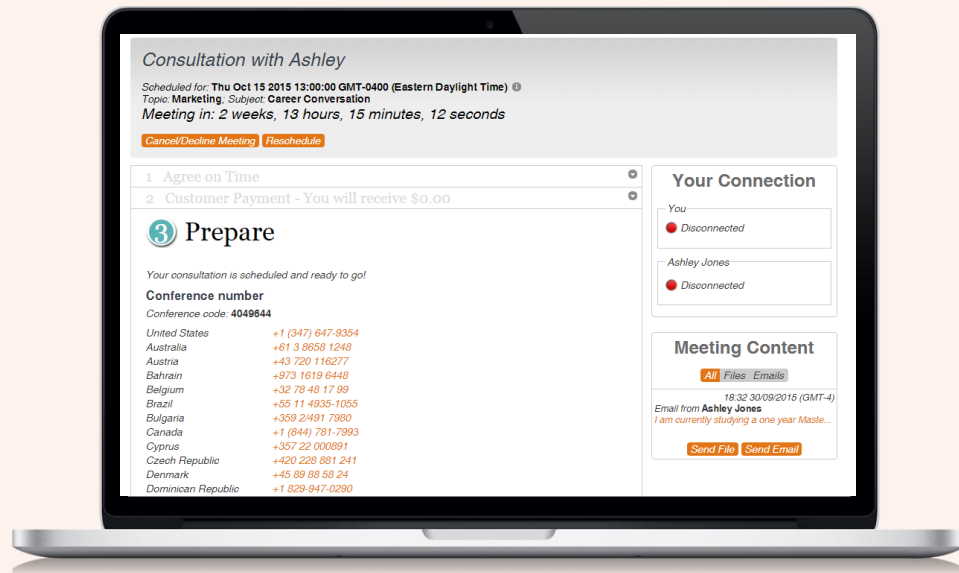 Consultation with Ashley
Scheduled for: Thu Oct 15 2015 13:00:00 GMT-0400 (Eastern Daylight Time)
Topic: Marketing; Subject: Career Conversation
Meeting in: 2 weeks, 13 hours, 15 minutes, 12 seconds
Cancel/Decline Meeting Reschedule
1 Agree on Time
2 Customer Payment - You will receive $0.00
3 Prepare
Your consultation is scheduled and ready to go!
Conference number
Conference code: 4049644
United States +1 (347) 647-9354
Australia +61 3 8658 1248
Austria +43 720 116277
Bahrain +973 1619 6448
Belgium +32 78 48 17 99
Brazil +55 11 4935-1055
Bulgaria +359 2/491 7980
Canada +1 (844) 781-7993
Cyprus +357 22 000891
Czech Republic +420 228 881 241
Denmark +45 89 88 58 24
Dominican Republic +1 829-947-0290
Your Connection
You
Disconnected
Ashley Jones
Disconnected
Meeting Content
All Files Emails
18:32 30/09/2015 (GMT-4)
Email from Ashley Jones
I am currently studying a one year Maste...
Send File Send Email